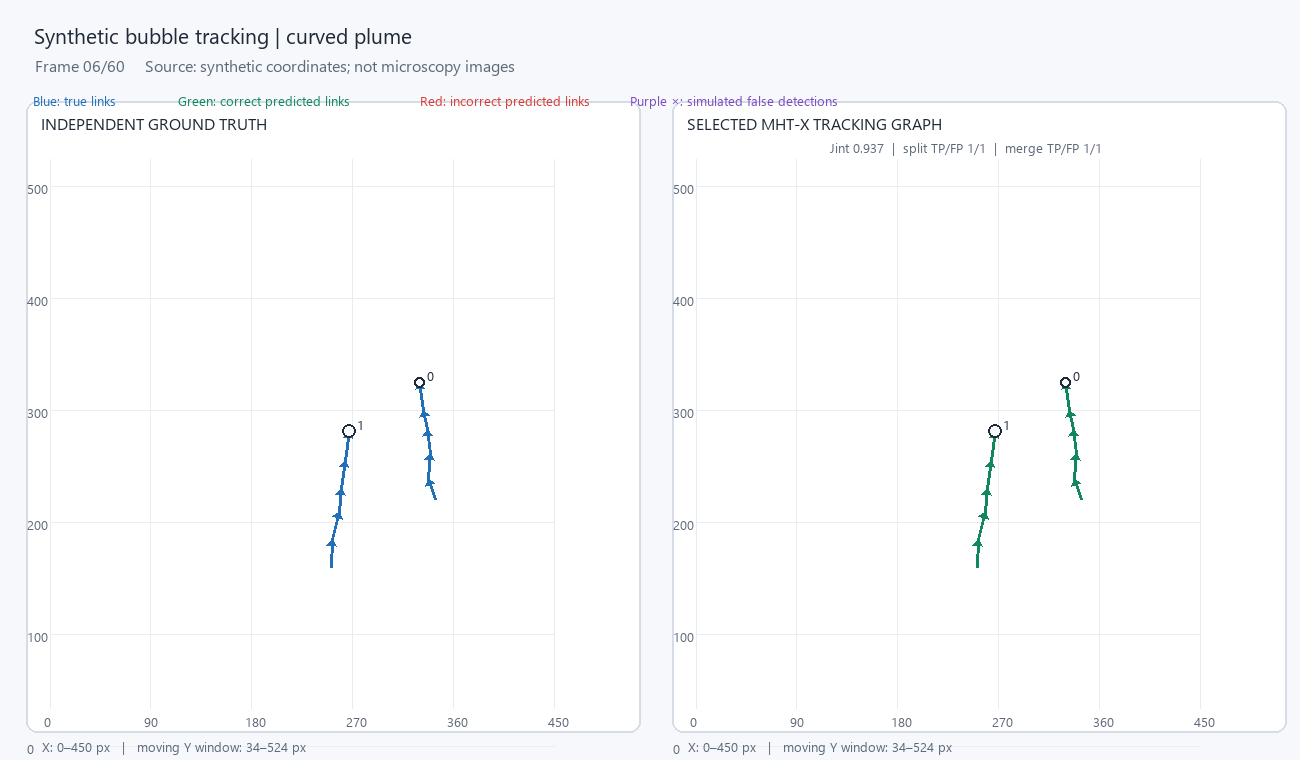 Synthetic bubble tracking | curved plume
Frame 06/60 Source: synthetic coordinates; not microscopy images
Blue: true links Green: correct predicted links Red: incorrect predicted links Purple ×: simulated false detections
INDEPENDENT GROUND TRUTH
500
400
300
200
100
0
1
0 90 180 270 360 450
0 X: 0–450 px | moving Y window: 34–524 px
SELECTED MHT-X TRACKING GRAPH
Jint 0.937 | split TP/FP 1/1 | merge TP/FP 1/1
500
400
300
200
100
0
1
0 90 180 270 360 450
0 X: 0–450 px | moving Y window: 34–524 px